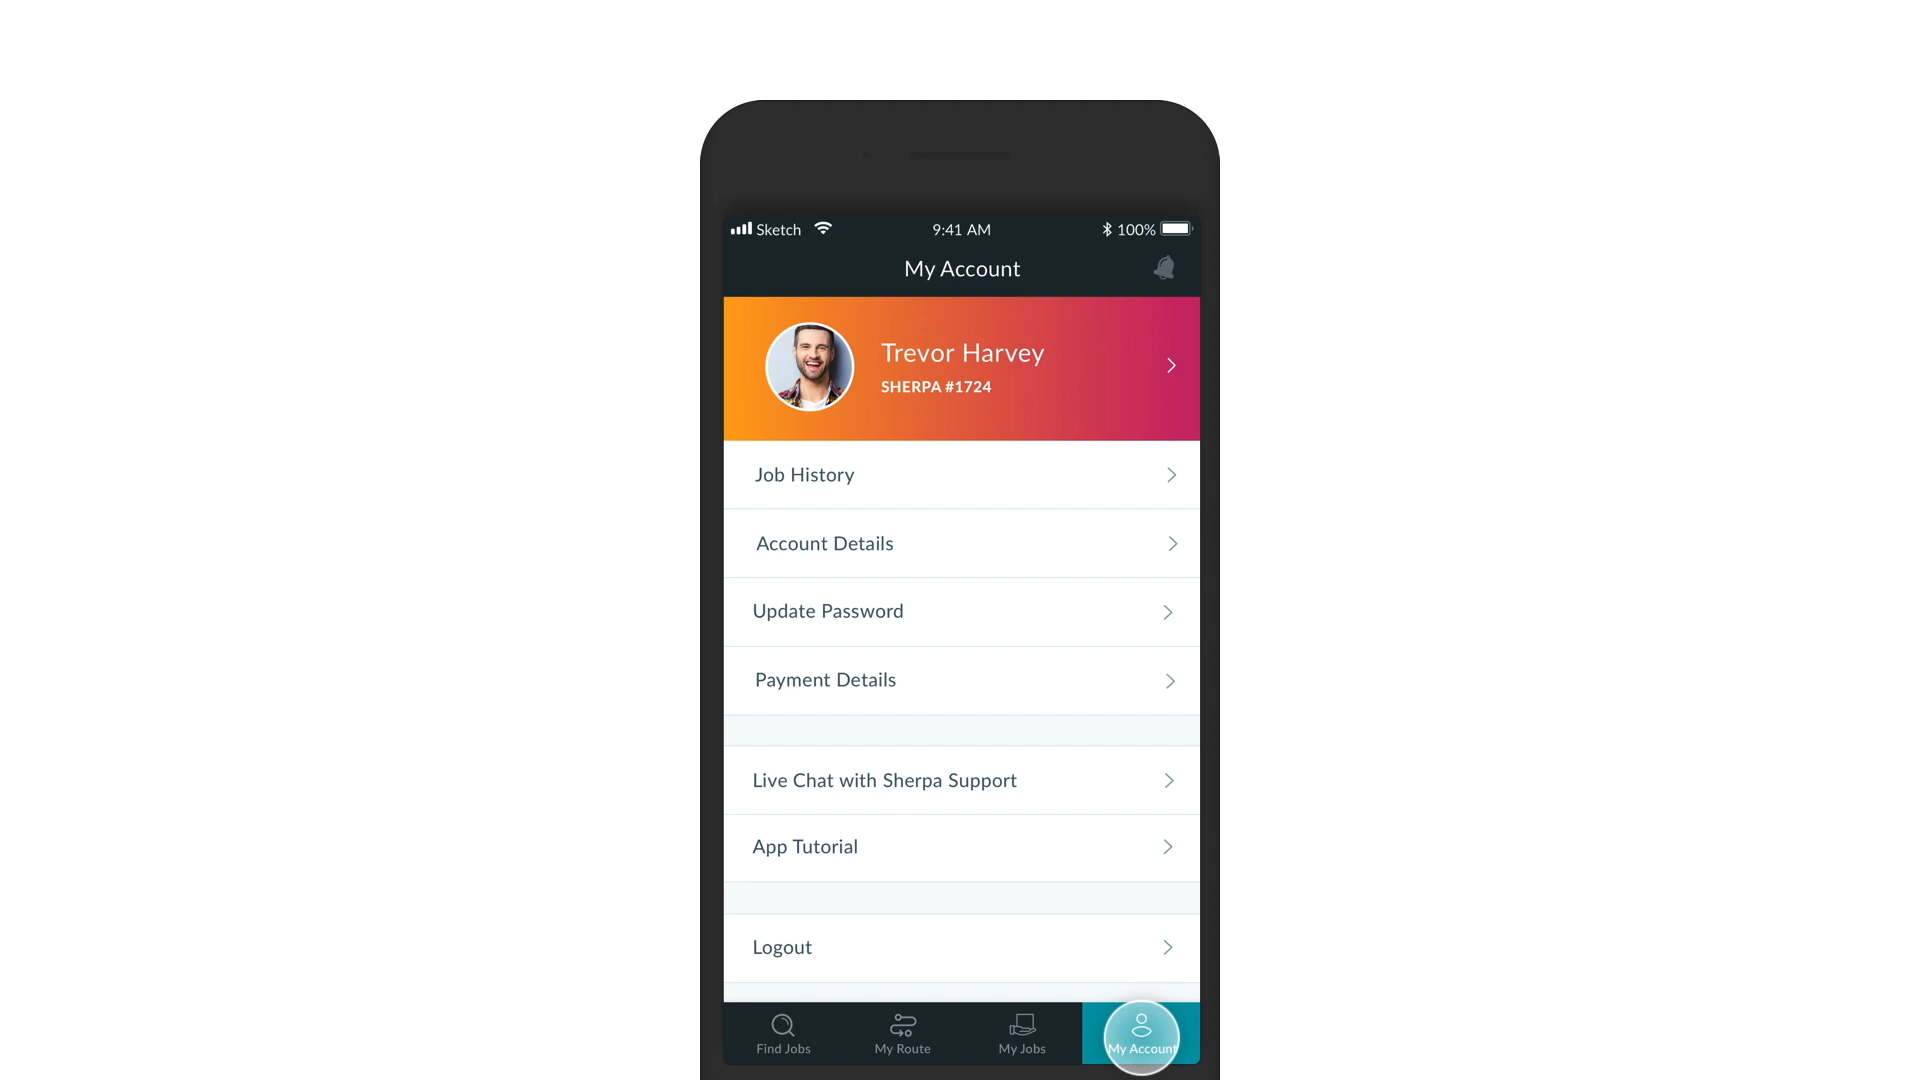 Sketch 9:41 AM 100%
My Account
Trevor Harvey
SHERPA #1724
Job History
Account Details
Update Password
Payment Details
Live Chat with Sherpa Support
App Tutorial
Logout
Find Jobs My Route My Jobs My Account